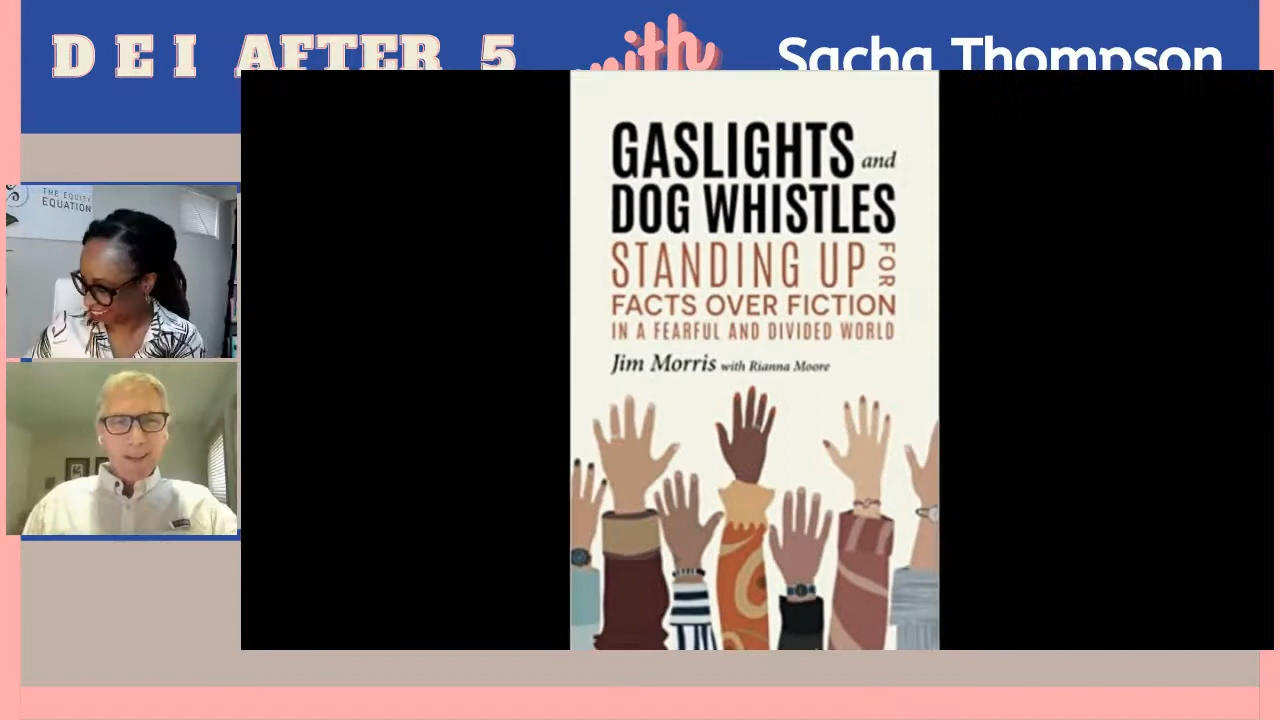 DEI AFTER 5 with Sacha Thompson
THE EQUITY
EQUATION
GASLIGHTS and
DOG WHISTLES
STANDING UP FOR
FACTS OVER FICTION
IN A FEARFUL AND DIVIDED WORLD
Jim Morris with Rianna Moore